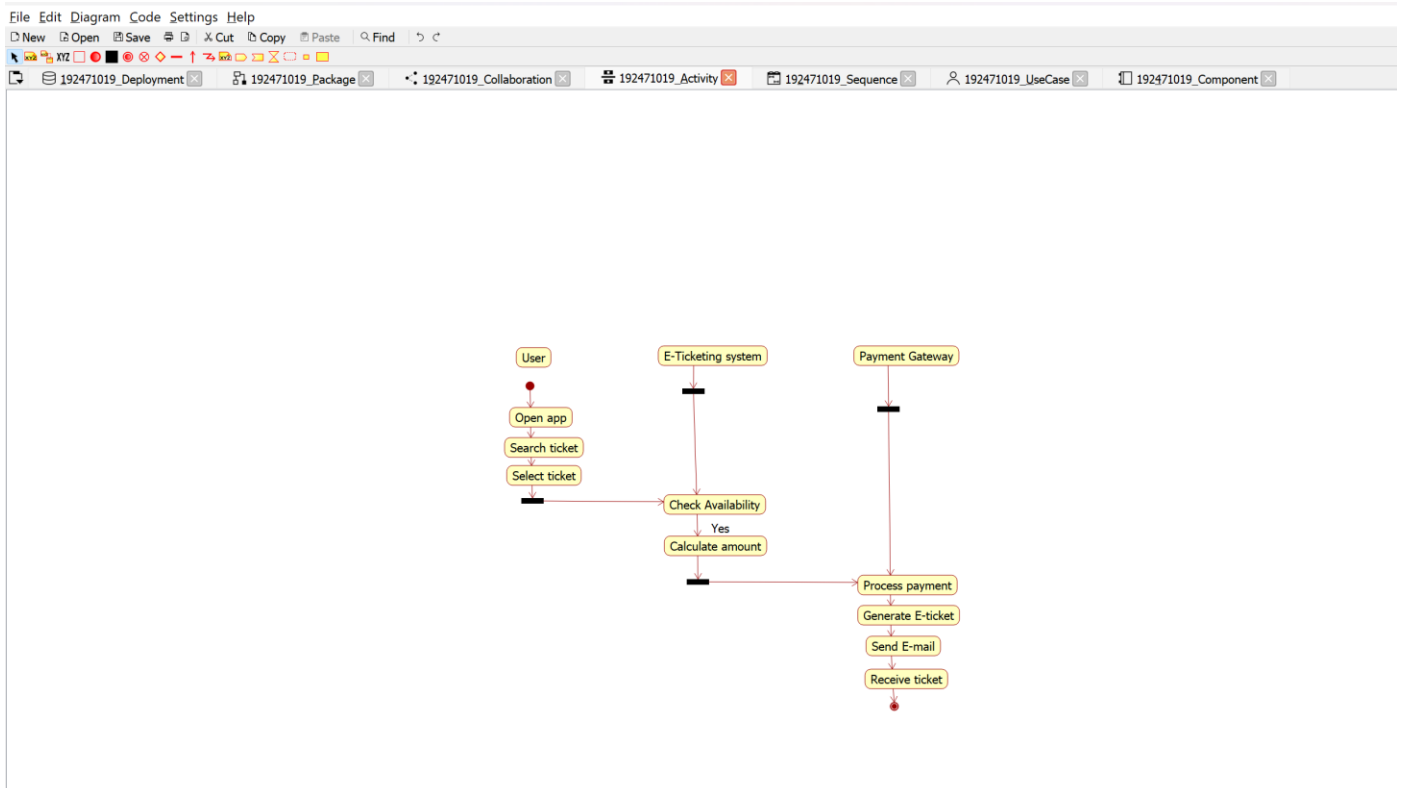 File Edit Diagram Code Settings Help
New Open Save Cut Copy Paste Find
XYZ
192471019_Deployment 192471019_Package 192471019_Collaboration 192471019_Activity 192471019_Sequence 192471019_UseCase 192471019_Component
User E-Ticketing system Payment Gateway
Open app
Search ticket
Select ticket
Check Availability
Yes
Calculate amount
Process payment
Generate E-ticket
Send E-mail
Receive ticket